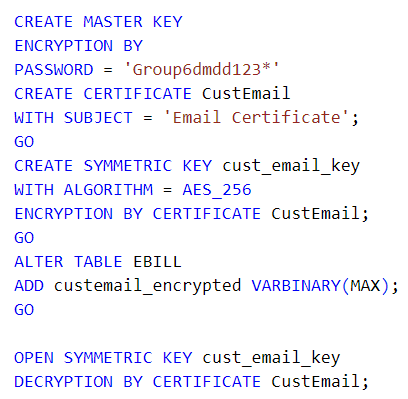 CREATE MASTER KEY
ENCRYPTION BY
PASSWORD = 'Group6dmdd123*'
CREATE CERTIFICATE CustEmail
WITH SUBJECT = 'Email Certificate';
GO
CREATE SYMMETRIC KEY cust_email_key
WITH ALGORITHM = AES_256
ENCRYPTION BY CERTIFICATE CustEmail;
GO
ALTER TABLE EBILL
ADD custemail_encrypted VARBINARY(MAX);
GO
OPEN SYMMETRIC KEY cust_email_key
DECRYPTION BY CERTIFICATE CustEmail;